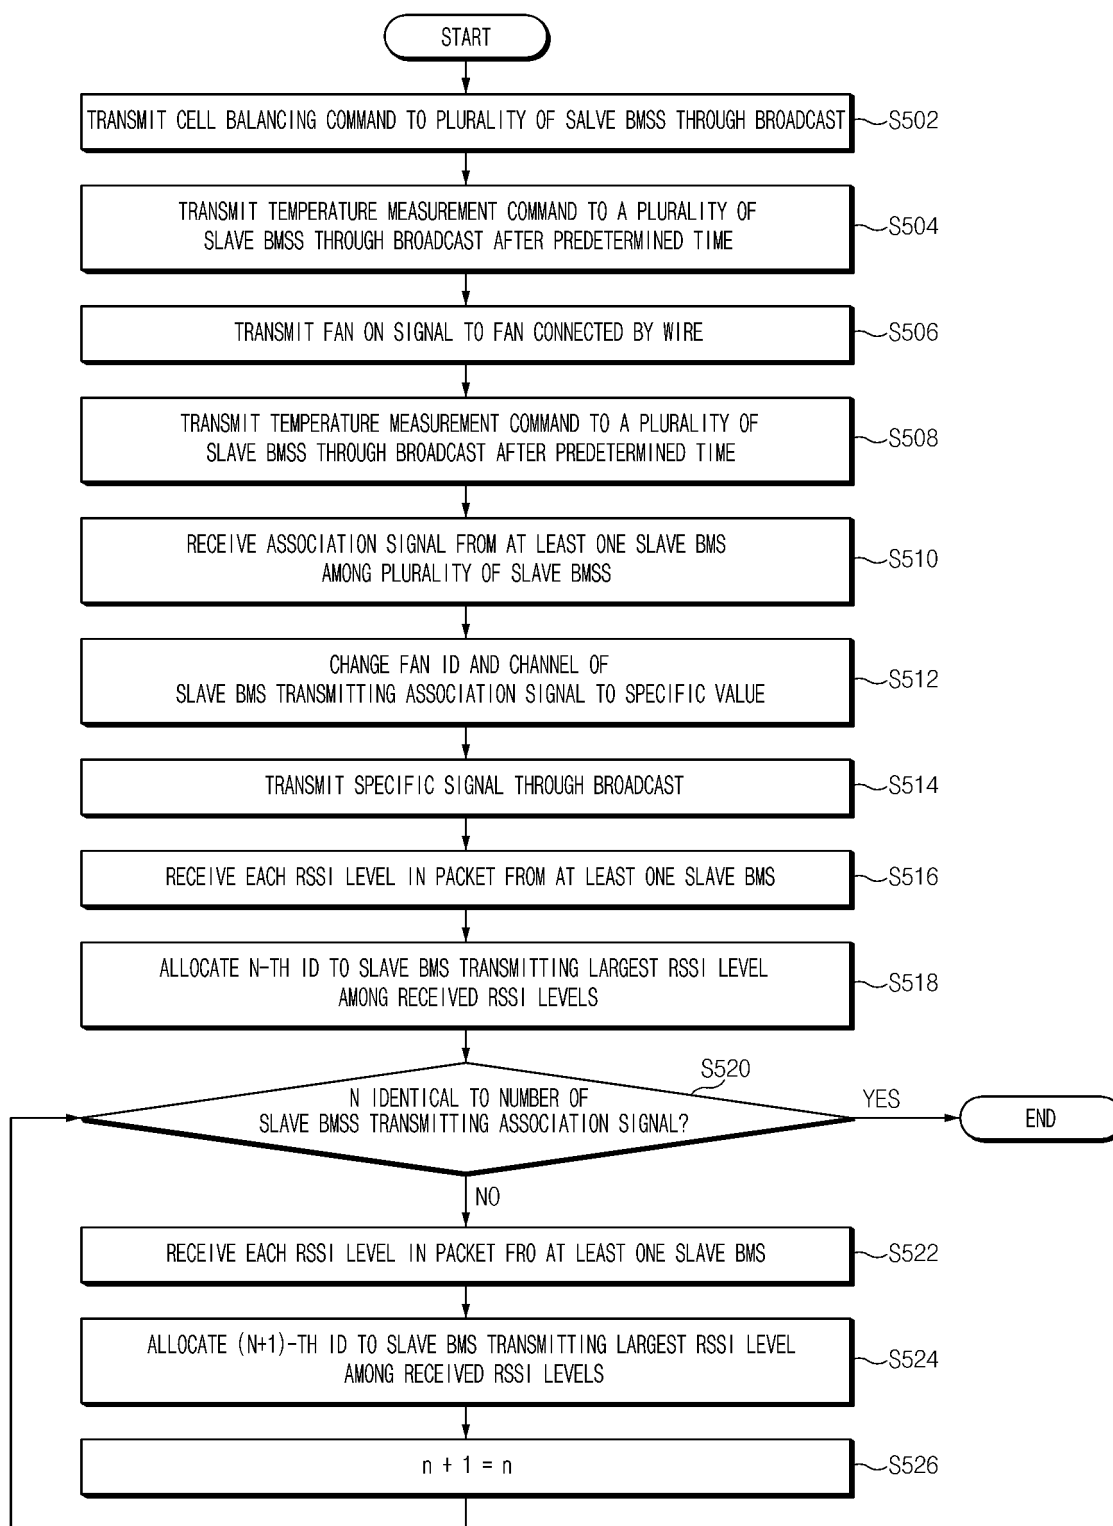 START
TRANSMIT CELL BALANCING COMMAND TO PLURALITY OF SALVE BMSS THROUGH BROADCAST
S502
TRANSMIT TEMPERATURE MEASUREMENT COMMAND TO A PLURALITY OF
SLAVE BMSS THROUGH BROADCAST AFTER PREDETERMINED TIME
S504
TRANSMIT FAN ON SIGNAL TO FAN CONNECTED BY WIRE
S506
TRANSMIT TEMPERATURE MEASUREMENT COMMAND TO A PLURALITY OF
SLAVE BMSS THROUGH BROADCAST AFTER PREDETERMINED TIME
S508
RECEIVE ASSOCIATION SIGNAL FROM AT LEAST ONE SLAVE BMS
AMONG PLURALITY OF SLAVE BMSS
S510
CHANGE FAN ID AND CHANNEL OF
SLAVE BMS TRANSMITTING ASSOCIATION SIGNAL TO SPECIFIC VALUE
S512
TRANSMIT SPECIFIC SIGNAL THROUGH BROADCAST
S514
RECEIVE EACH RSSI LEVEL IN PACKET FROM AT LEAST ONE SLAVE BMS
S516
ALLOCATE N-TH ID TO SLAVE BMS TRANSMITTING LARGEST RSSI LEVEL
AMONG RECEIVED RSSI LEVELS
S518
S520
N IDENTICAL TO NUMBER OF
SLAVE BMSS TRANSMITTING ASSOCIATION SIGNAL?
YES
END
NO
RECEIVE EACH RSSI LEVEL IN PACKET FRO AT LEAST ONE SLAVE BMS
S522
ALLOCATE (N+1)-TH ID TO SLAVE BMS TRANSMITTING LARGEST RSSI LEVEL
AMONG RECEIVED RSSI LEVELS
S524
n + 1 = n
S526